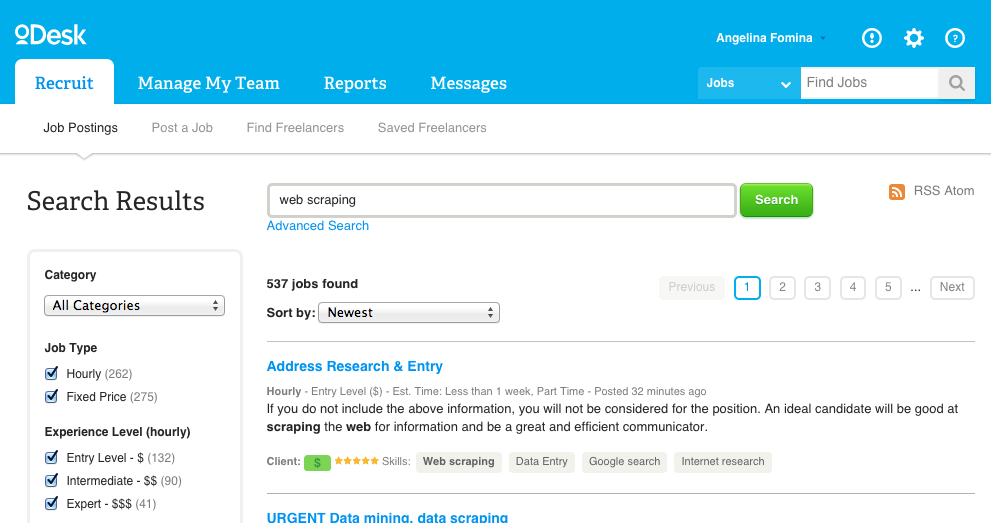 oDesk
Angelina Fomina
Recruit
Manage My Team
Reports
Messages
Jobs
Find Jobs
Job Postings
Post a Job
Find Freelancers
Saved Freelancers
Search Results
web scraping
Search
RSS Atom
Advanced Search
Category
All Categories
Job Type
Hourly (262)
Fixed Price (275)
Experience Level (hourly)
Entry Level - $ (132)
Intermediate - $$ (90)
Expert - $$$ (41)
537 jobs found
Previous 1 2 3 4 5 ... Next
Sort by: Newest
Address Research & Entry
Hourly - Entry Level ($) - Est. Time: Less than 1 week, Part Time - Posted 32 minutes ago
If you do not include the above information, you will not be considered for the position. An ideal candidate will be good at
scraping the web for information and be a great and efficient communicator.
Client: $ Skills: Web scraping Data Entry Google search Internet research
URGENT Data mining, data scraping